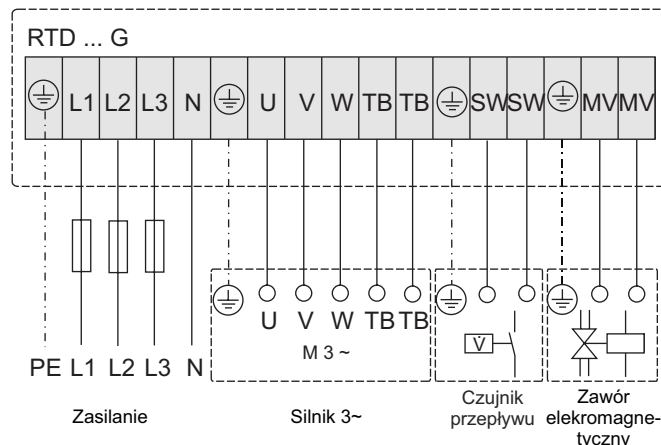 RTD ... G
L1 L2 L3 N U V W TB TB SW SW MV MV
U V W TB TB
M 3 ~
V̇
PE L1 L2 L3 N
Zasilanie
Silnik 3~
Czujnik
przepływu
Zawór
elekromagne-
tyczny